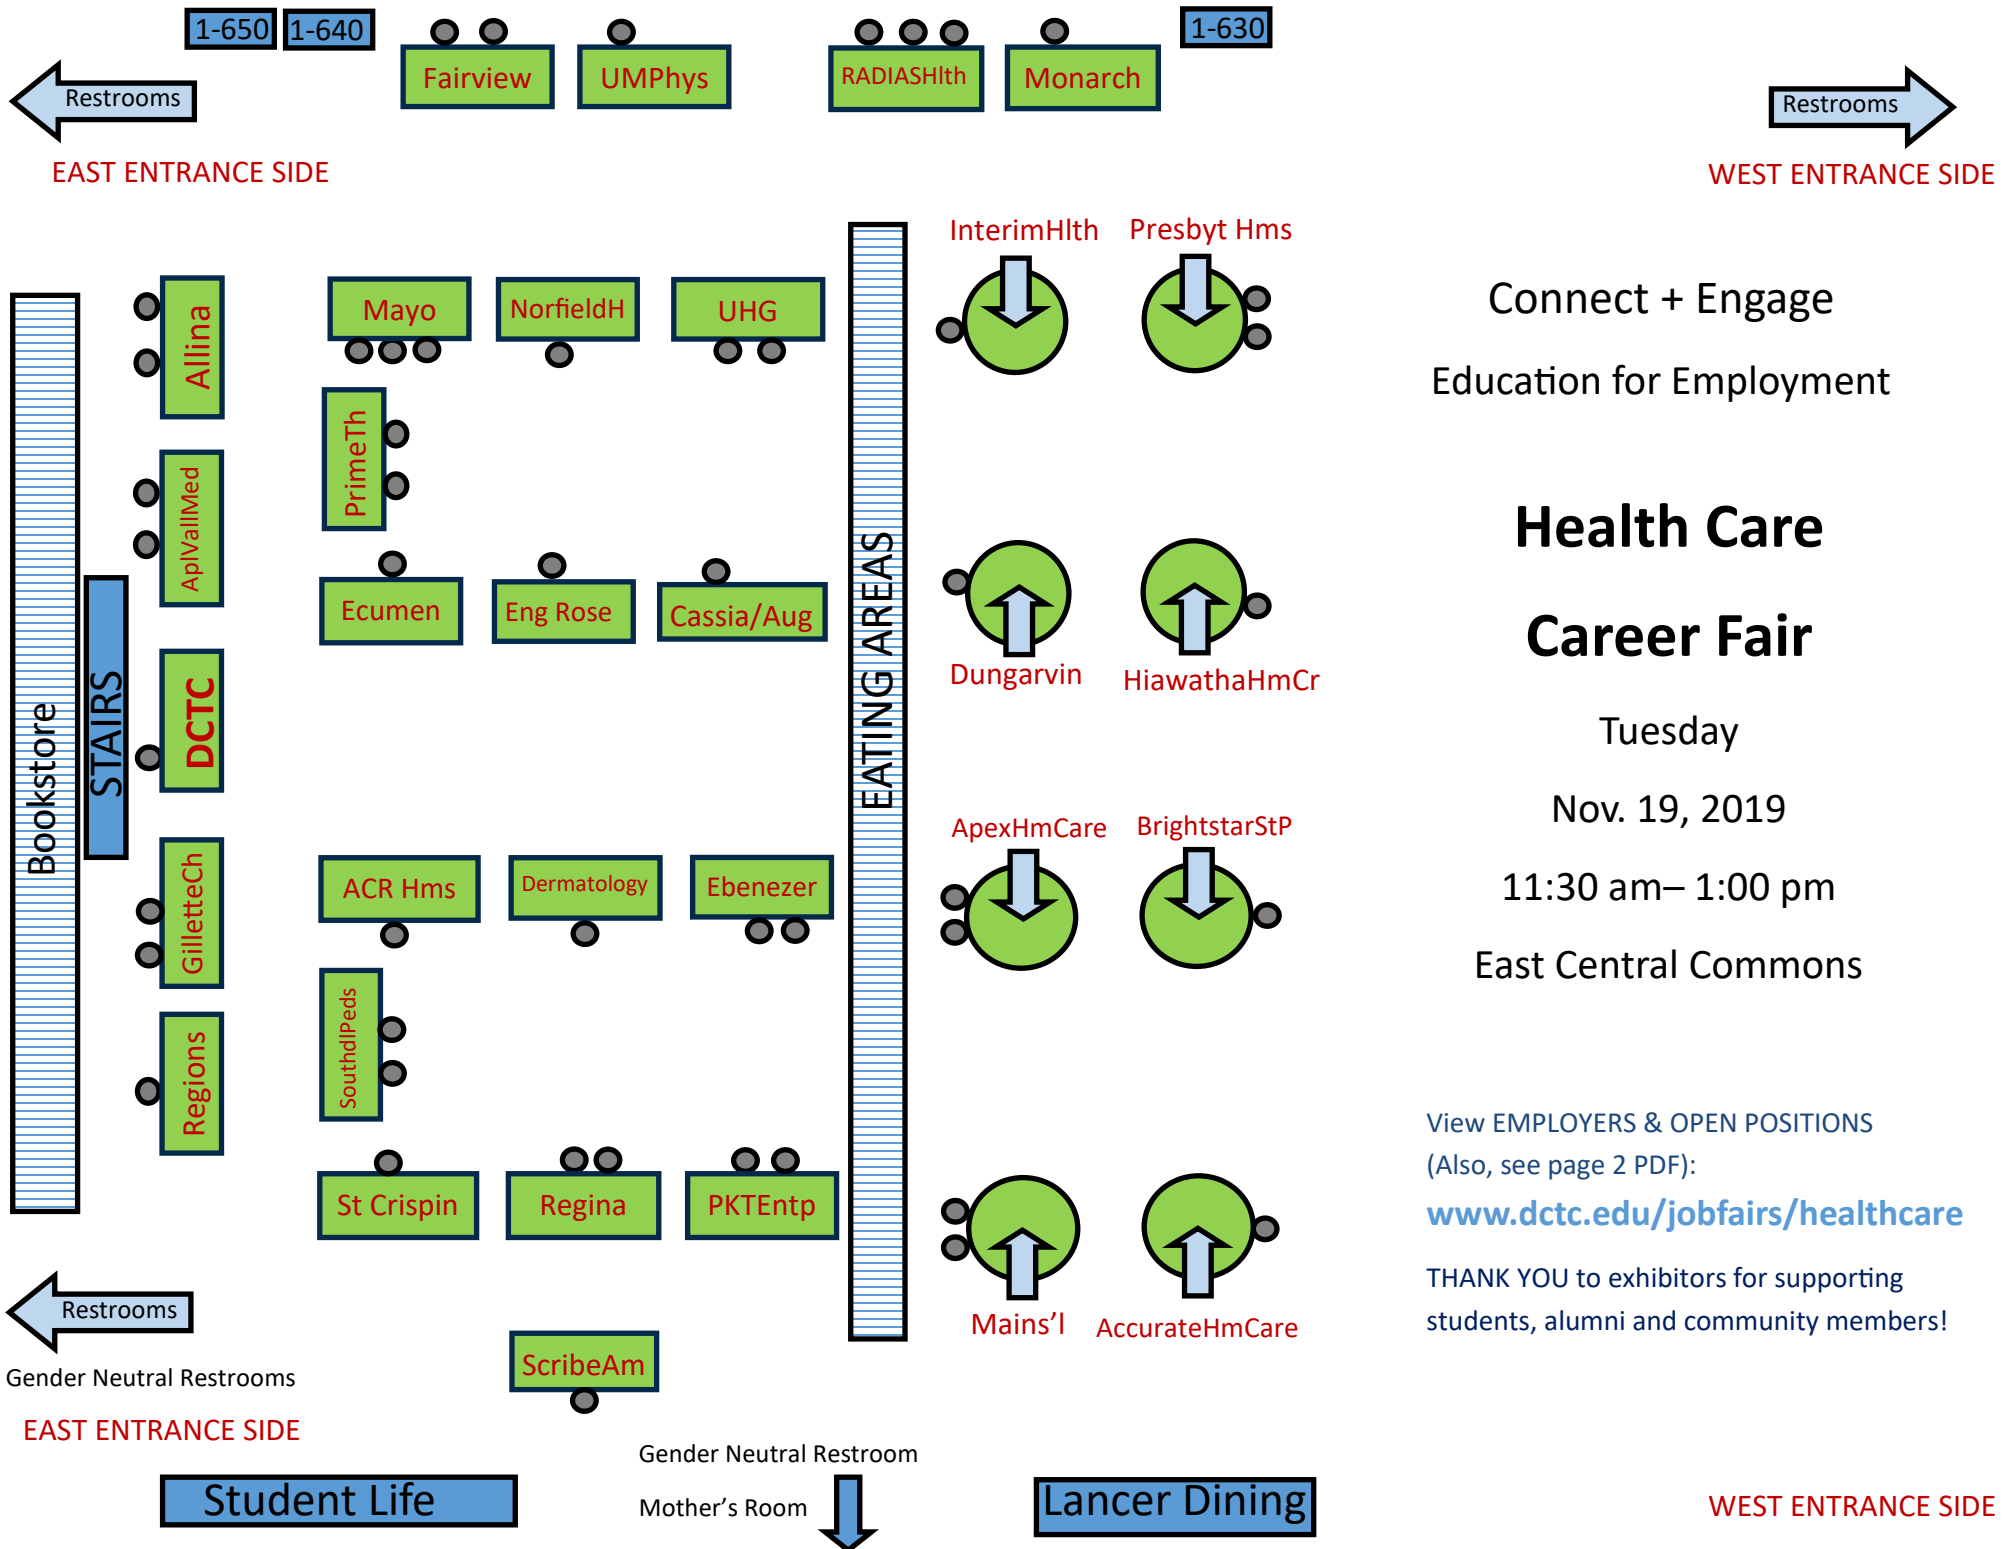 1-650
1-640
Fairview
UMPhys
RADIASHlth
Monarch
1-630
Restrooms
Restrooms
EAST ENTRANCE SIDE
WEST ENTRANCE SIDE
InterimHlth
Presbyt Hms
Allina
Mayo
NorfieldH
UHG
PrimeTh
AplVallMed
Ecumen
Eng Rose
Cassia/Aug
Dungarvin
HiawathaHmCr
Bookstore
STAIRS
DCTC
EATING AREAS
ApexHmCare
BrightstarStP
GilletteCh
ACR Hms
Dermatology
Ebenezer
SouthdlPeds
Regions
St Crispin
Regina
PKTEntp
Mains'l
AccurateHmCare
Restrooms
ScribeAm
Gender Neutral Restrooms
EAST ENTRANCE SIDE
Gender Neutral Restroom
Mother's Room
Student Life
Lancer Dining
Connect + Engage
Education for Employment
Health Care
Career Fair
Tuesday
Nov. 19, 2019
11:30 am– 1:00 pm
East Central Commons
View EMPLOYERS & OPEN POSITIONS
(Also, see page 2 PDF):
www.dctc.edu/jobfairs/healthcare
THANK YOU to exhibitors for supporting
students, alumni and community members!
WEST ENTRANCE SIDE